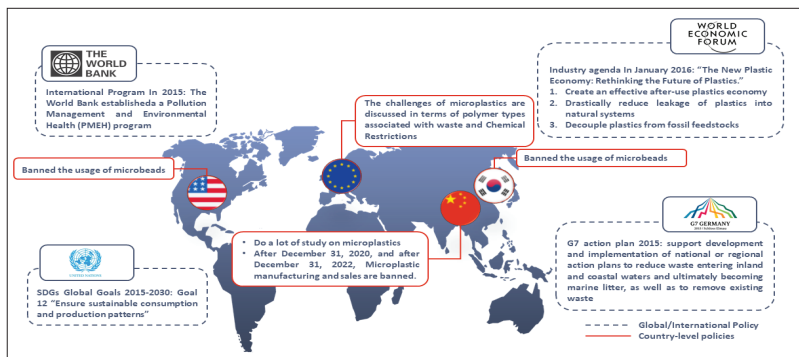 THE
WORLD
BANK
International Program In 2015: The
World Bank establisheda a Pollution
Management and Environmental
Health (PMEH) program
WORLD
ECONOMIC
FORUM
Industry agenda In January 2016: “The New Plastic
Economy: Rethinking the Future of Plastics.”
1. Create an effective after-use plastics economy
2. Drastically reduce leakage of plastics into
natural systems
3. Decouple plastics from fossil feedstocks
The challenges of microplastics are
discussed in terms of polymer types
associated with waste and Chemical
Restrictions
Banned the usage of microbeads
Banned the usage of microbeads
• Do a lot of study on microplastics
• After December 31, 2020, and after
December 31, 2022, Microplastic
manufacturing and sales are banned.
UNITED NATIONS
SDGs Global Goals 2015-2030: Goal
12 “Ensure sustainable consumption
and production patterns”
G7 GERMANY
G7 action plan 2015: support development
and implementation of national or regional
action plans to reduce waste entering inland
and coastal waters and ultimately becoming
marine litter, as well as to remove existing
waste
Global/International Policy
Country-level policies